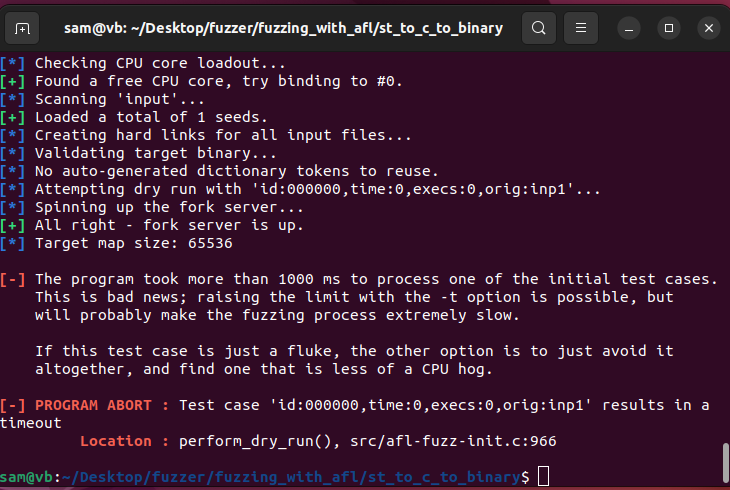 sam@vb: ~/Desktop/fuzzer/fuzzing_with_afl/st_to_c_to_binary
[*] Checking CPU core loadout...
[+] Found a free CPU core, try binding to #0.
[*] Scanning 'input'...
[+] Loaded a total of 1 seeds.
[*] Creating hard links for all input files...
[*] Validating target binary...
[*] No auto-generated dictionary tokens to reuse.
[*] Attempting dry run with 'id:000000,time:0,execs:0,orig:inp1'...
[*] Spinning up the fork server...
[+] All right - fork server is up.
[*] Target map size: 65536
[-] The program took more than 1000 ms to process one of the initial test cases.
This is bad news; raising the limit with the -t option is possible, but
will probably make the fuzzing process extremely slow.
If this test case is just a fluke, the other option is to just avoid it
altogether, and find one that is less of a CPU hog.
[-] PROGRAM ABORT : Test case 'id:000000,time:0,execs:0,orig:inp1' results in a
timeout
Location : perform_dry_run(), src/afl-fuzz-init.c:966
sam@vb:~/Desktop/fuzzer/fuzzing_with_afl/st_to_c_to_binary$